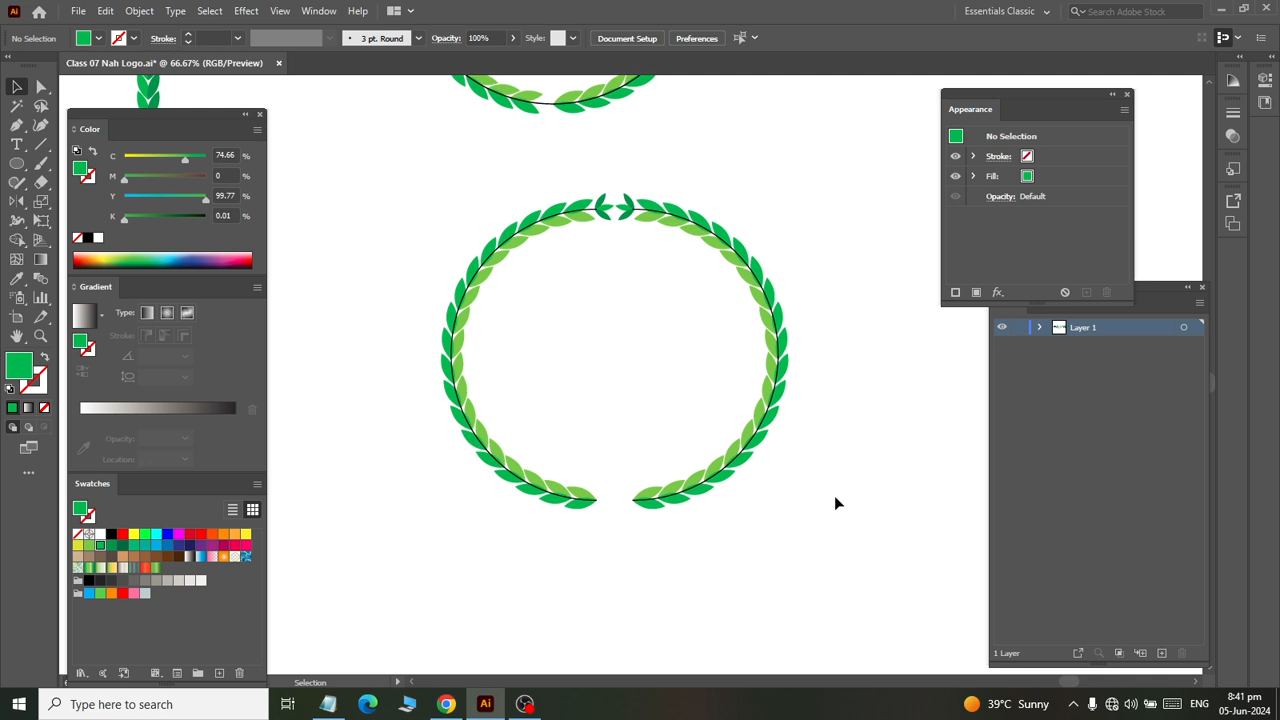 File Edit Object Type Select Effect View Window Help
Essentials Classic
Search Adobe Stock
No Selection
Stroke:
3 pt. Round
Opacity: 100%
Style:
Document Setup
Preferences
Class 07 Nah Logo.ai* @ 66.67% (RGB/Preview)
Color
C 74.66 %
M 0 %
Y 99.77 %
K 0.01 %
Gradient
Type:
Stroke:
Opacity:
Location:
Swatches
Appearance
No Selection
Stroke:
Fill:
Opacity: Default
Layer 1
1 Layer
Selection
Type here to search
39°C Sunny
ENG
8:41 pm
05-Jun-2024